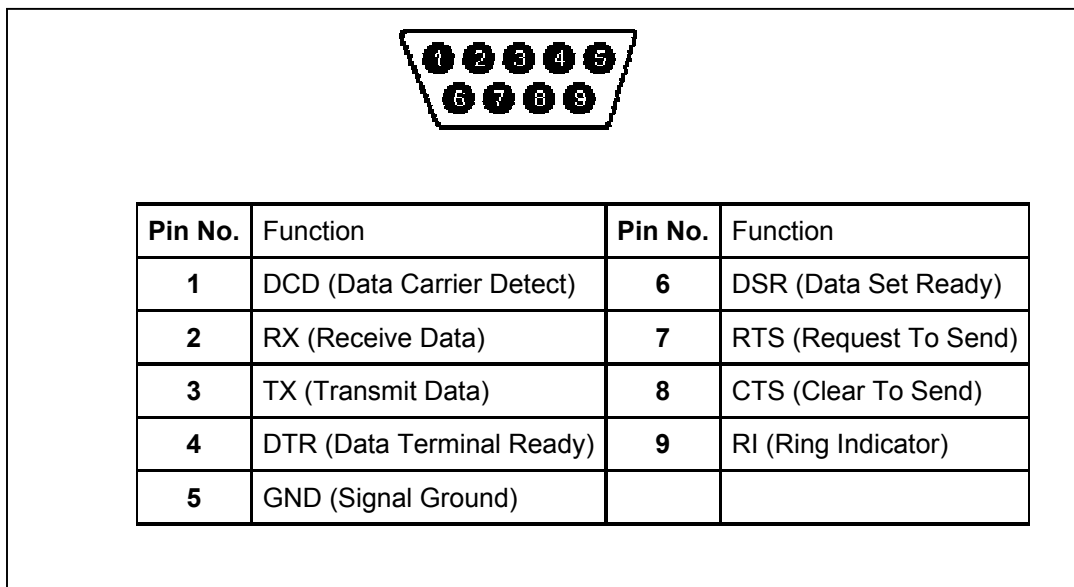 1 2 3 4 5
6 7 8 9
Pin No. Function Pin No. Function
1 DCD (Data Carrier Detect) 6 DSR (Data Set Ready)
2 RX (Receive Data) 7 RTS (Request To Send)
3 TX (Transmit Data) 8 CTS (Clear To Send)
4 DTR (Data Terminal Ready) 9 RI (Ring Indicator)
5 GND (Signal Ground)